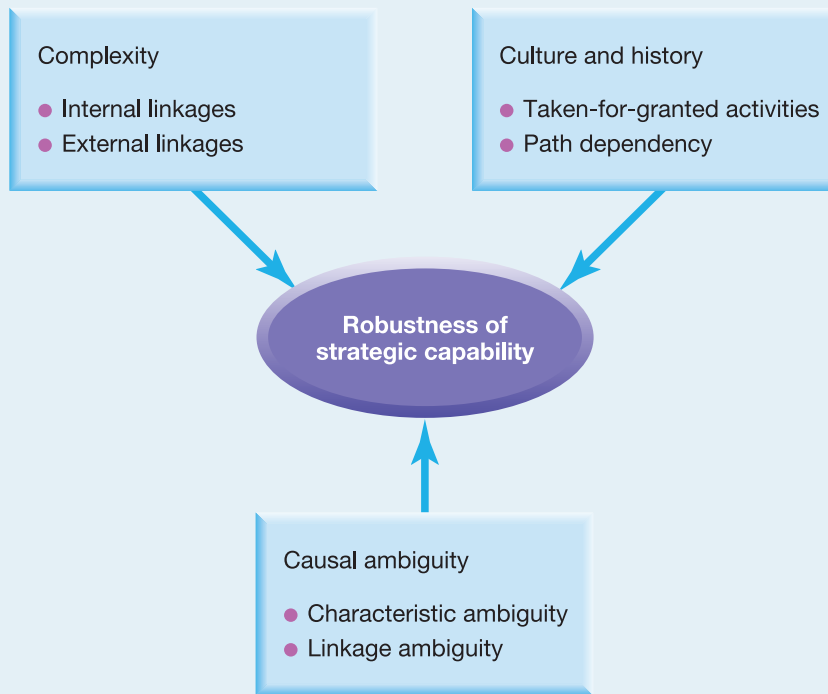 Complexity
● Internal linkages
● External linkages
Culture and history
● Taken-for-granted activities
● Path dependency
Robustness of
strategic capability
Causal ambiguity
● Characteristic ambiguity
● Linkage ambiguity